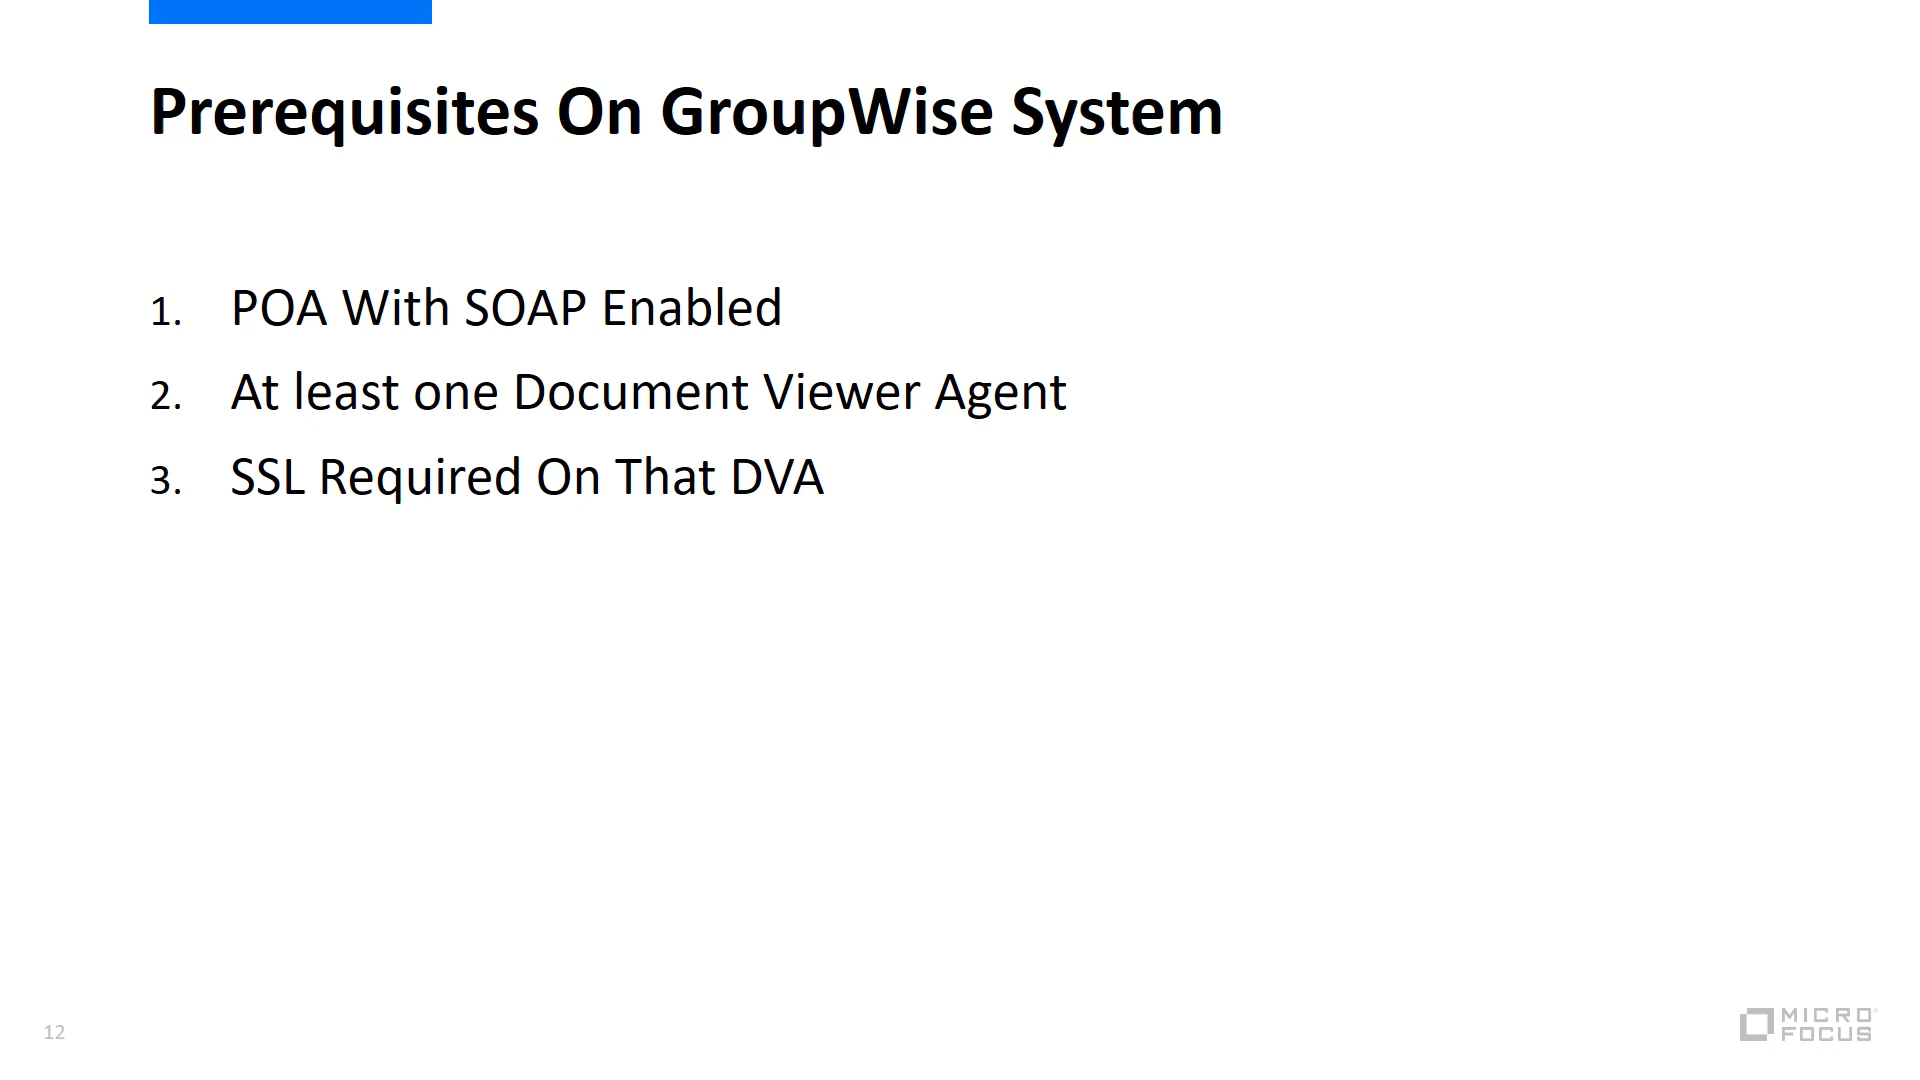 Prerequisites On GroupWise System
1. POA With SOAP Enabled
2. At least one Document Viewer Agent
3. SSL Required On That DVA
12
MICRO
FOCUS